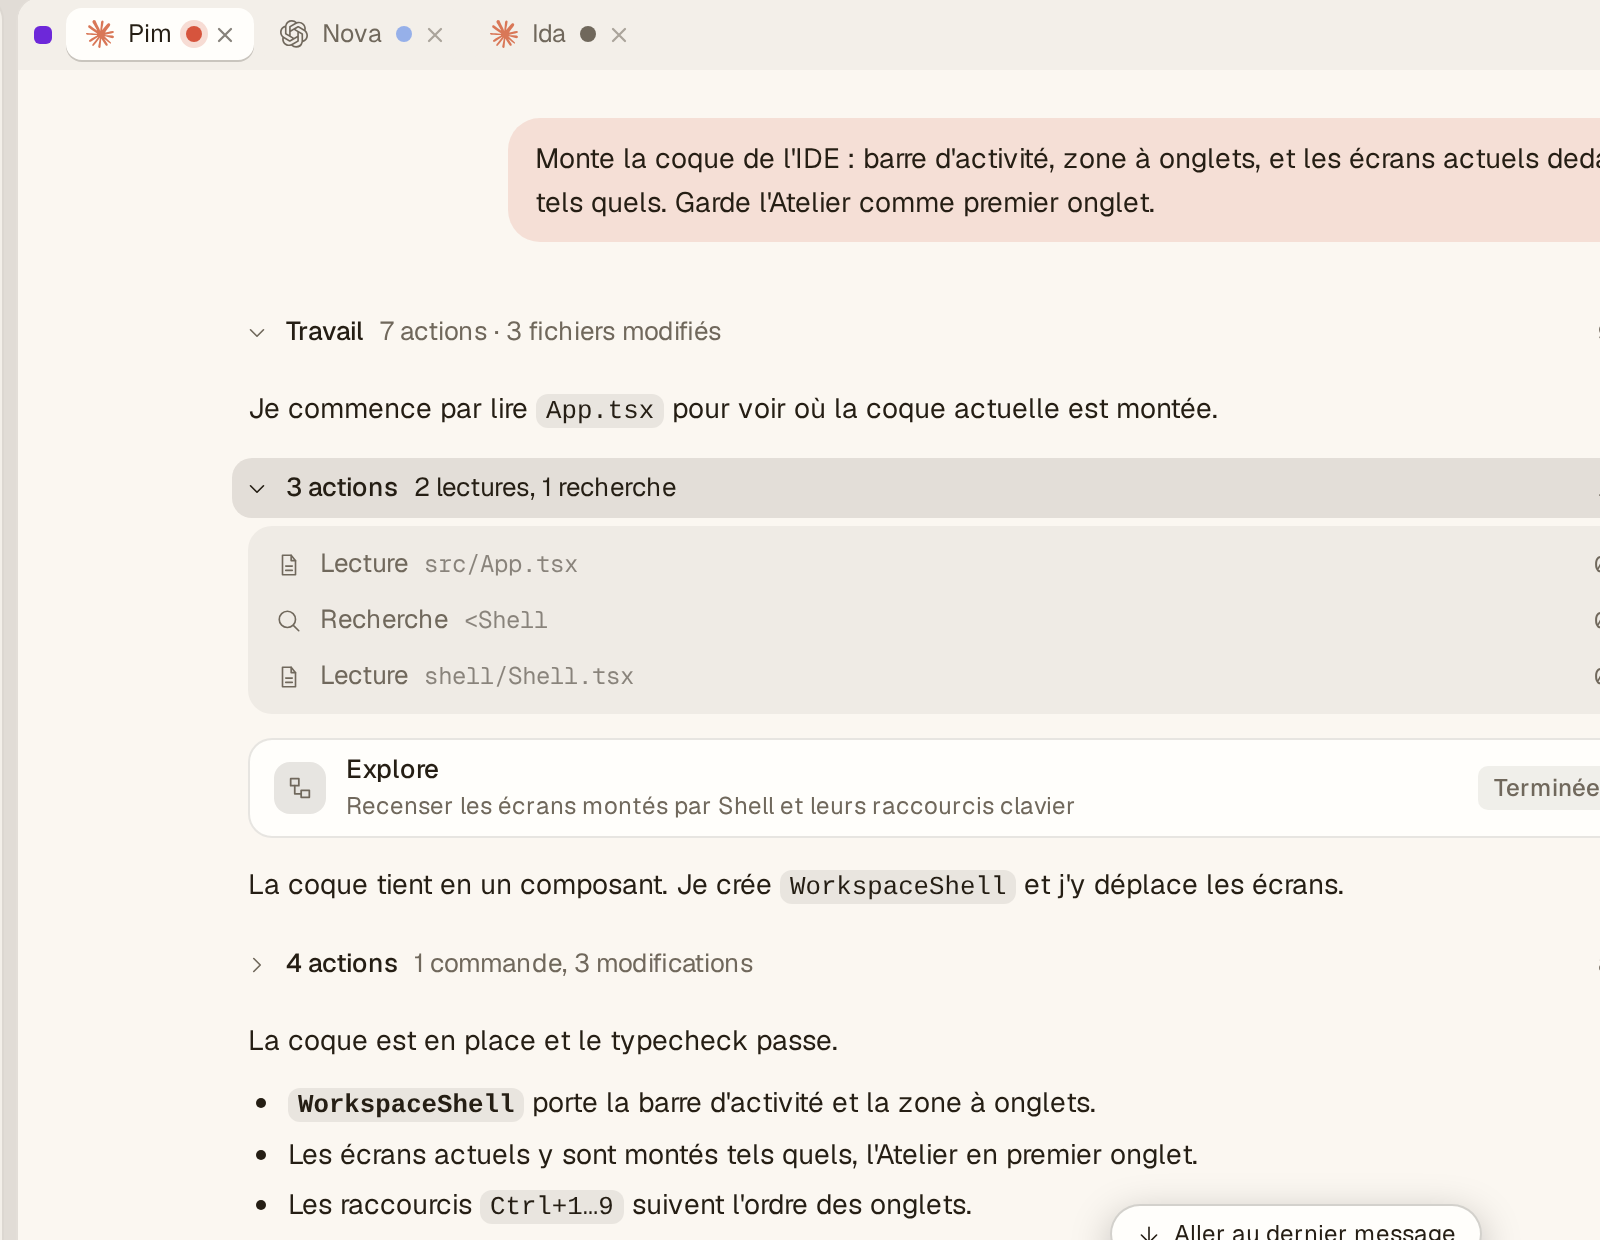 Pim
Nova
Ida
Monte la coque de l'IDE : barre d'activité, zone à onglets, et les écrans actuels
tels quels. Garde l'Atelier comme premier onglet.
Travail 7 actions · 3 fichiers modifiés
Je commence par lire App.tsx pour voir où la coque actuelle est montée.
3 actions 2 lectures, 1 recherche
Lecture src/App.tsx
Recherche <Shell
Lecture shell/Shell.tsx
Explore
Recenser les écrans montés par Shell et leurs raccourcis clavier
Terminée
La coque tient en un composant. Je crée WorkspaceShell et j'y déplace les écrans.
4 actions 1 commande, 3 modifications
La coque est en place et le typecheck passe.
• WorkspaceShell porte la barre d'activité et la zone à onglets.
• Les écrans actuels y sont montés tels quels, l'Atelier en premier onglet.
• Les raccourcis Ctrl+1…9 suivent l'ordre des onglets.
Aller au dernier message